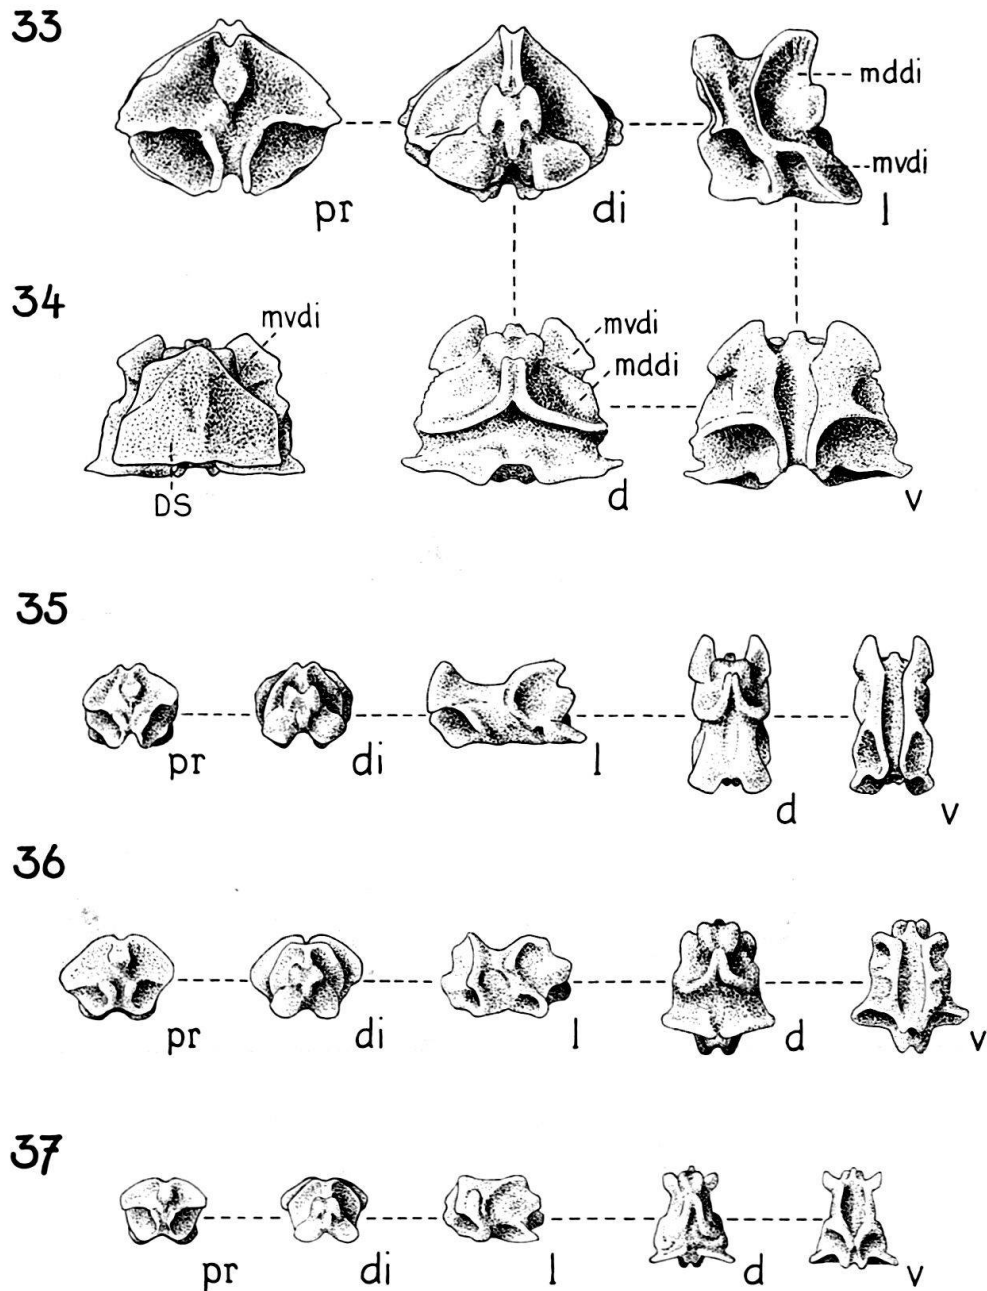 33
mddi
mvdi
pr di l
34
mvdi mvdi
mddi
DS d v
35
pr di l d v
36
pr di l d v
37
pr di l d v